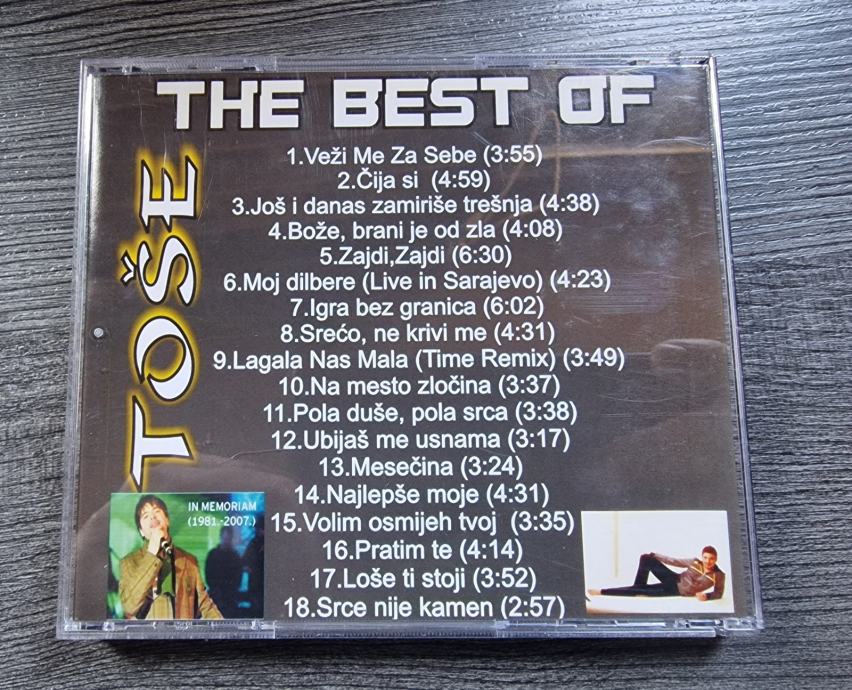 THE BEST OF
TOŠE
1.Veži Me Za Sebe (3:55)
2.Čija si (4:59)
3.Još i danas zamiriše trešnja (4:38)
4.Bože, brani je od zla (4:08)
5.Zajdi,Zajdi (6:30)
6.Moj dilbere (Live in Sarajevo) (4:23)
7.Igra bez granica (6:02)
8.Srećo, ne krivi me (4:31)
9.Lagala Nas Mala (Time Remix) (3:49)
10.Na mesto zločina (3:37)
11.Pola duše, pola srca (3:38)
12.Ubijaš me usnama (3:17)
13.Mesečina (3:24)
14.Najlepše moje (4:31)
15.Volim osmijeh tvoj (3:35)
16.Pratim te (4:14)
17.Loše ti stoji (3:52)
18.Srce nije kamen (2:57)
IN MEMORIAM
(1981.-2007.)